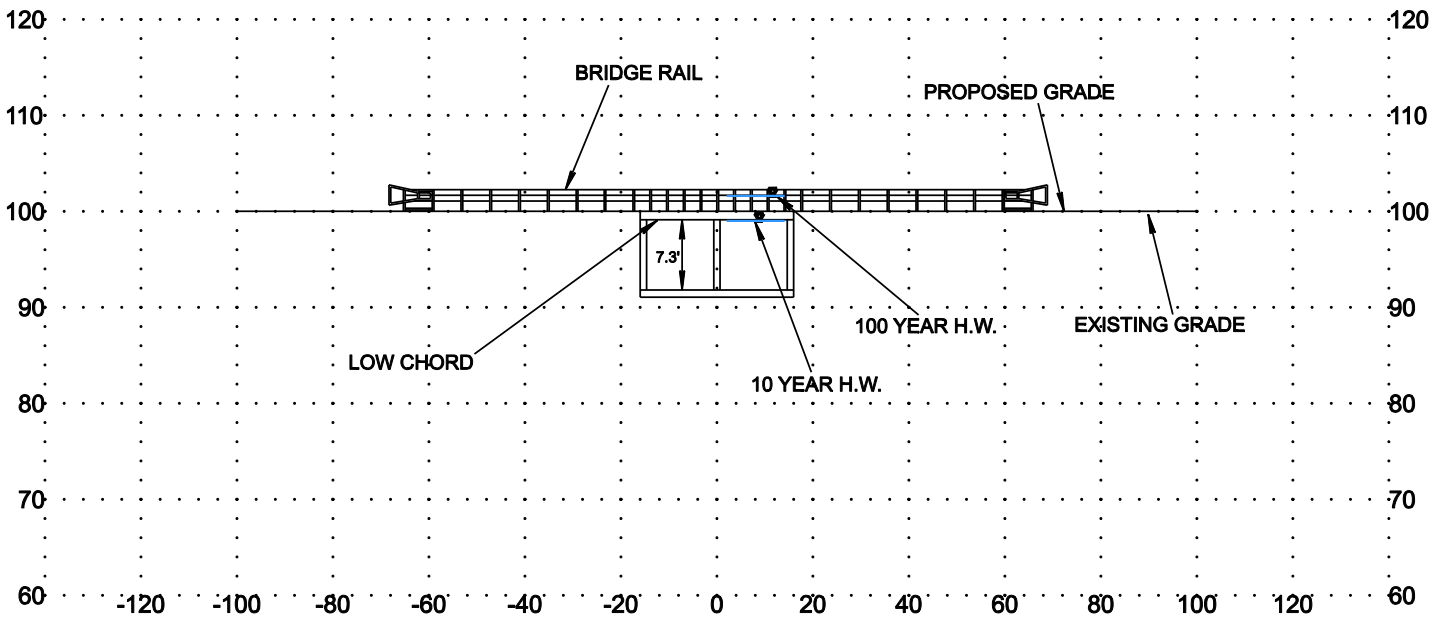 120 120
BRIDGE RAIL
PROPOSED GRADE
110 110
100 100
7.3'
90 90
100 YEAR H.W.
EXISTING GRADE
LOW CHORD
10 YEAR H.W.
80 80
70 70
60 60
-120 -100 -80 -60 -40 -20 0 20 40 60 80 100 120